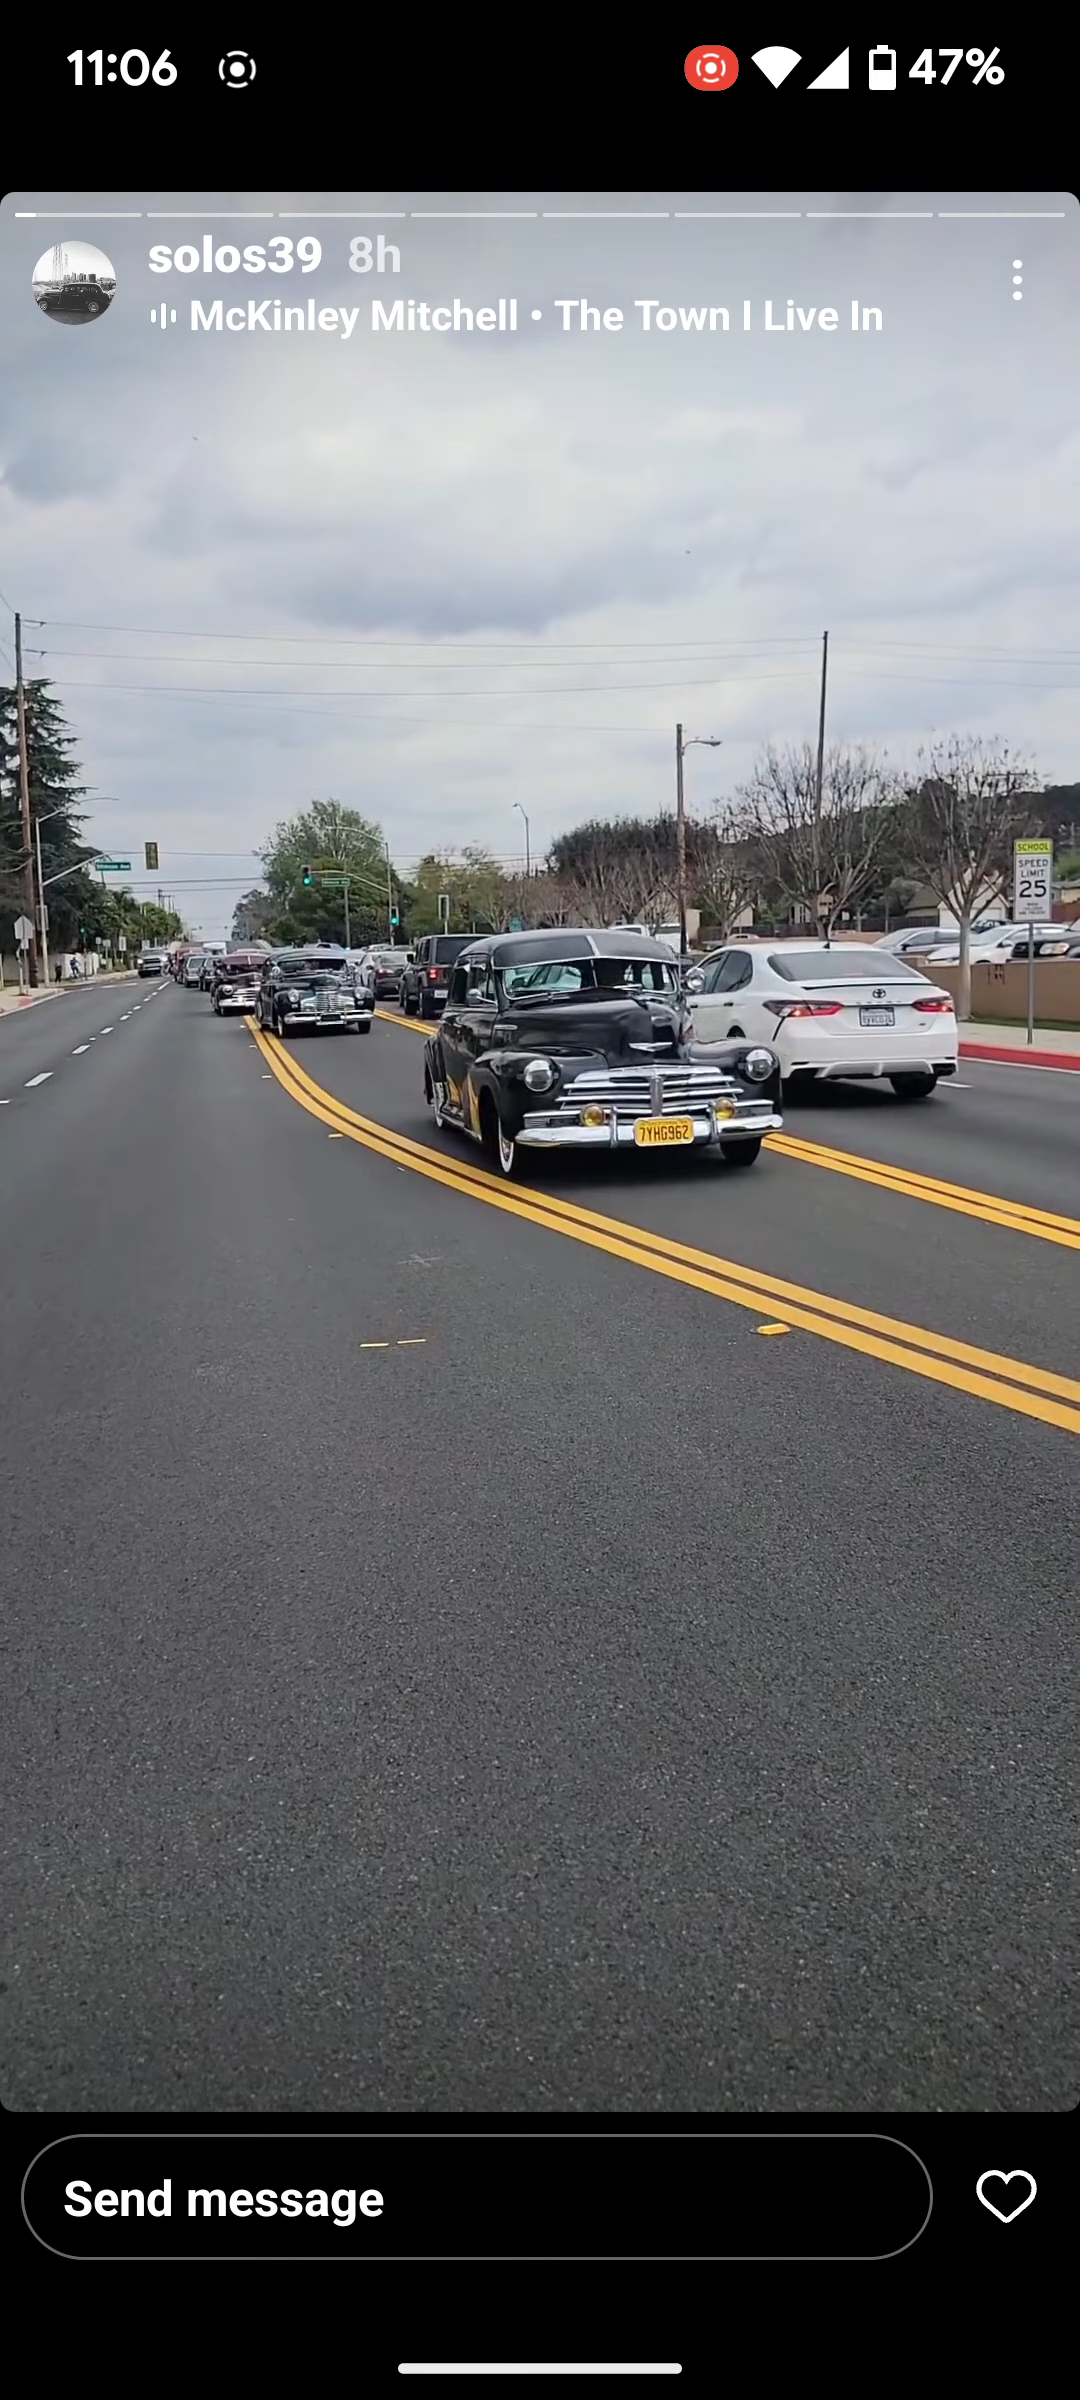 11:06
47%
solos39 8h
McKinley Mitchell • The Town I Live In
SCHOOL
SPEED
LIMIT
25
7YHG962
Send message